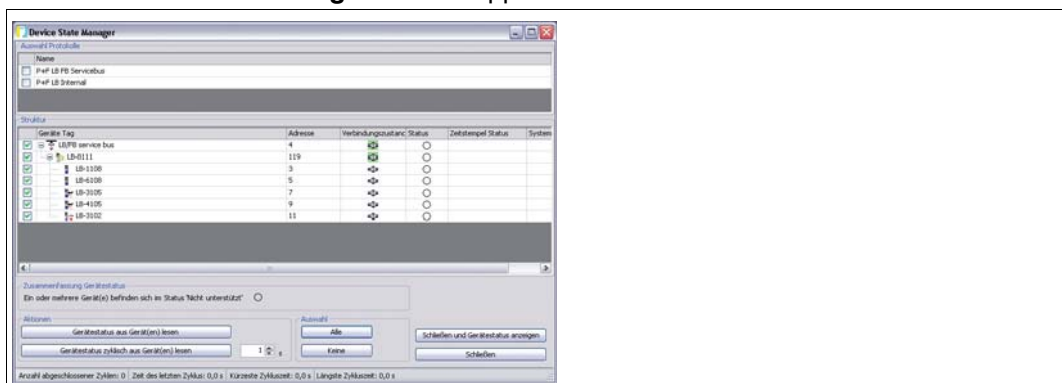 Device State Manager
Auswahl Protokolle
Name
P+F LB FB Servicebus
P+F LB Internal
Struktur
Geräte Tag Adresse Verbindungszustand Status Zeitstempel Status System
LB/FB service bus 4
LB-8111 119
LB-1108 3
LB-6108 5
LB-3105 7
LB-4105 9
LB-3102 11
Zusammenfassung Gerätestatus
Ein oder mehrere Gerät(e) befinden sich im Status 'Nicht unterstützt'
Aktionen Auswahl
Gerätestatus aus Gerät(en) lesen Alle Schließen und Gerätestatus anzeigen
Gerätestatus zyklisch aus Gerät(en) lesen 1 s Keine Schließen
Anzahl abgeschlossener Zyklen: 0 Zeit des letzten Zyklus: 0,0 s Kürzeste Zykluszeit: 0,0 s Längste Zykluszeit: 0,0 s